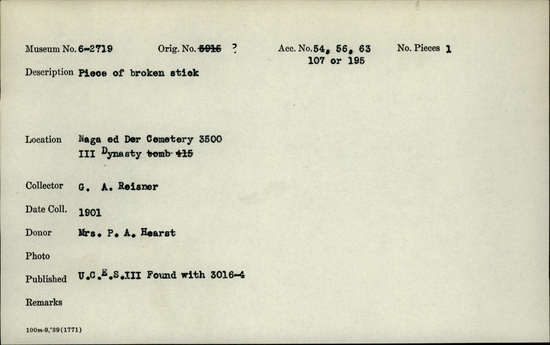 Museum No. 6-2719 Orig. No. 5915 ? Acc. No. 54, 56, 63 No. Pieces 1
107 or 195
Description Piece of broken stick
Location Naga ed Der Cemetery 3500
III Dynasty tomb 415
Collector G. A. Reisner
Date Coll. 1901
Donor Mrs. P. A. Hearst
Photo
Published U.C.E.S.III Found with 3016-4
Remarks
100m-9,'39(1771)